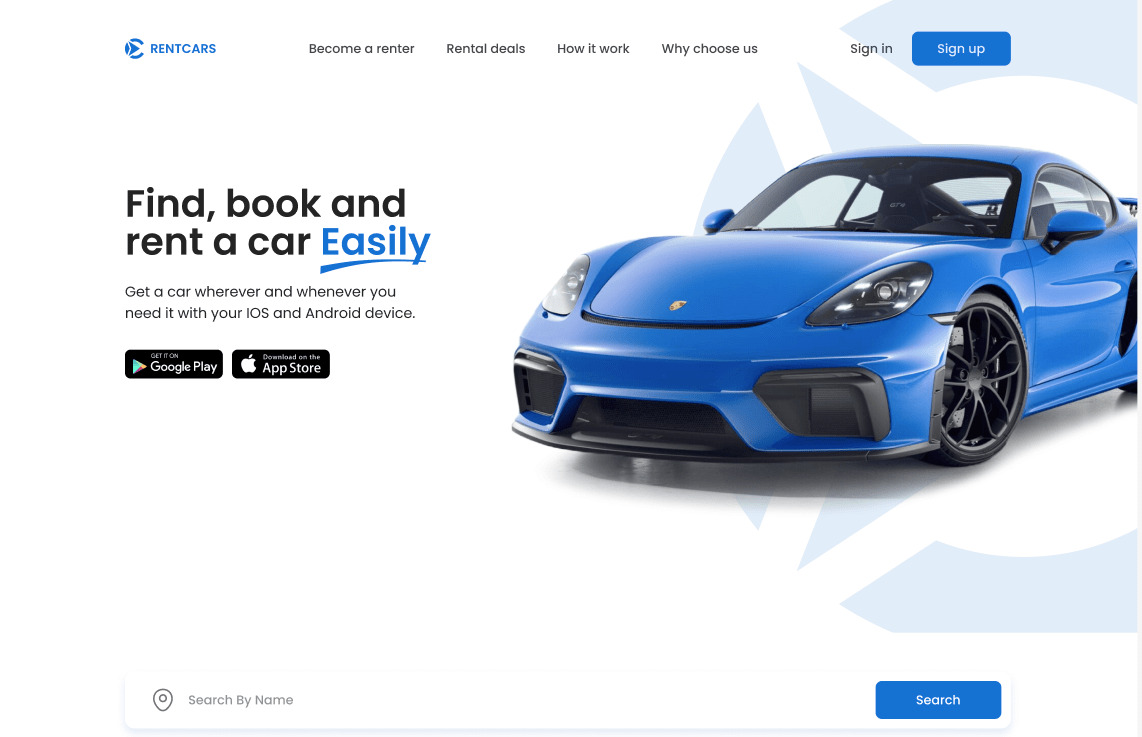 RENTCARS
Become a renter
Rental deals
How it work
Why choose us
Sign in
Sign up
Find, book and
rent a car Easily
Get a car wherever and whenever you
need it with your IOS and Android device.
GET IT ON
Google Play
Download on the
App Store
GT4
Search By Name
Search